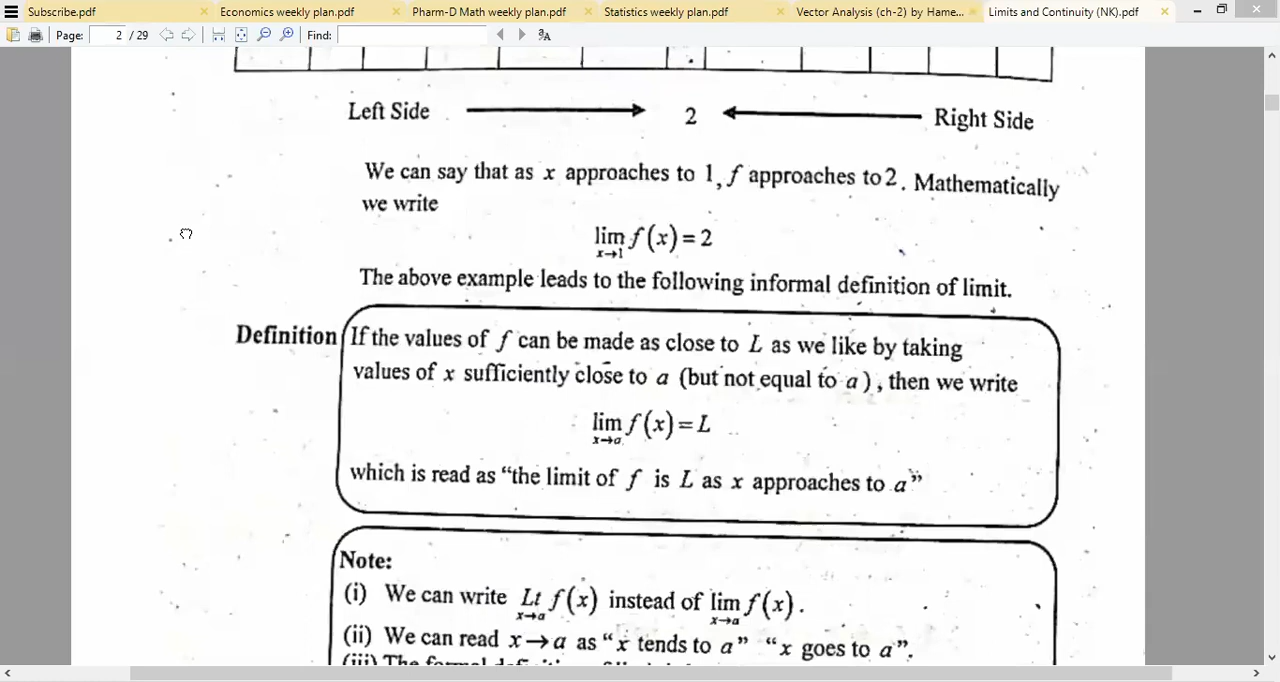 Subscribe.pdf Economics weekly plan.pdf Pharm-D Math weekly plan.pdf Statistics weekly plan.pdf Vector Analysis (ch-2) by Hame... Limits and Continuity (NK).pdf
Page: 2 / 29 Find:
Left Side 2 Right Side
We can say that as x approaches to 1, f approaches to 2. Mathematically
we write
lim f(x) = 2
x→1
The above example leads to the following informal definition of limit.
Definition If the values of f can be made as close to L as we like by taking
values of x sufficiently close to a (but not equal to a), then we write
lim f(x) = L
x→a
which is read as “the limit of f is L as x approaches to a”
Note:
(i) We can write Lt f(x) instead of lim f(x).
x→a x→a
(ii) We can read x→a as “x tends to a” “x goes to a”.
(iii) The formal